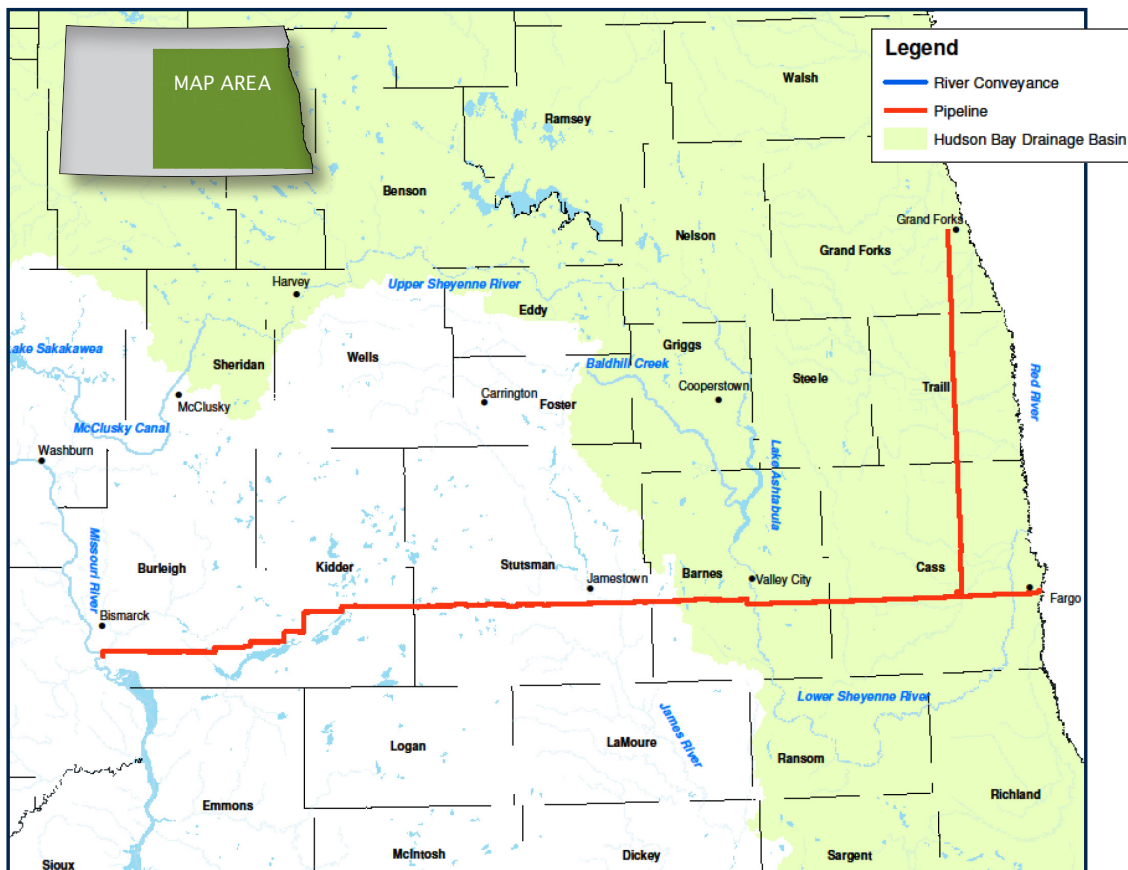 MAP AREA
Legend
River Conveyance
Pipeline
Hudson Bay Drainage Basin
Walsh
Ramsey
Benson
Grand Forks
Nelson
Grand Forks
Harvey
Upper Sheyenne River
Eddy
Lake Sakakawea
Sheridan
Wells
Griggs
Baldhill Creek
Steele
Traill
Red River
McClusky
Carrington
Foster
Cooperstown
McClusky Canal
Washburn
Lake Ashtabula
Missouri River
Burleigh
Kidder
Stutsman
Jamestown
Barnes
Valley City
Cass
Fargo
Bismarck
Lower Sheyenne River
James River
Logan
LaMoure
Ransom
Emmons
Richland
McIntosh
Dickey
Sargent
Sioux